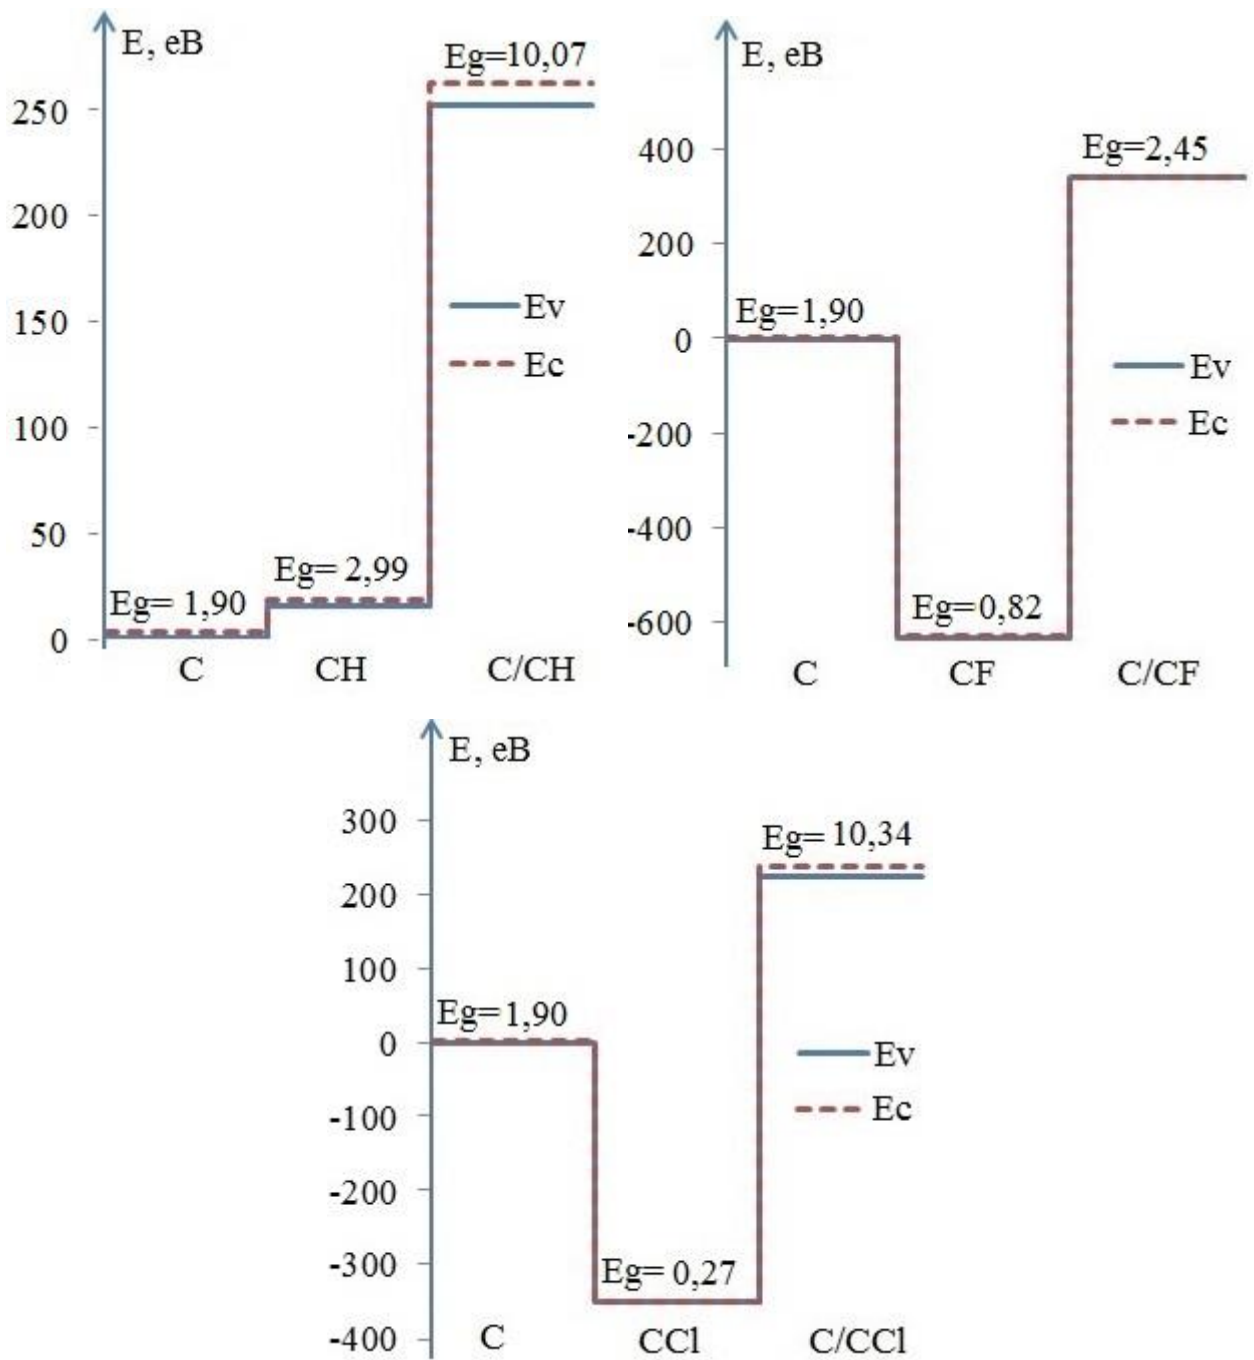 E, eB
Eg=10,07
250
200
150
100
50
0
Ev
Ec
Eg= 2,99
Eg= 1,90
C
CH
C/CH
E, eB
400
200
0
-200
-400
-600
Eg=2,45
Eg=1,90
Ev
Ec
Eg=0,82
C
CF
C/CF
E, eB
300
200
100
0
-100
-200
-300
-400
Eg= 10,34
Eg=1,90
Ev
Ec
Eg= 0,27
C
CCl
C/CCl